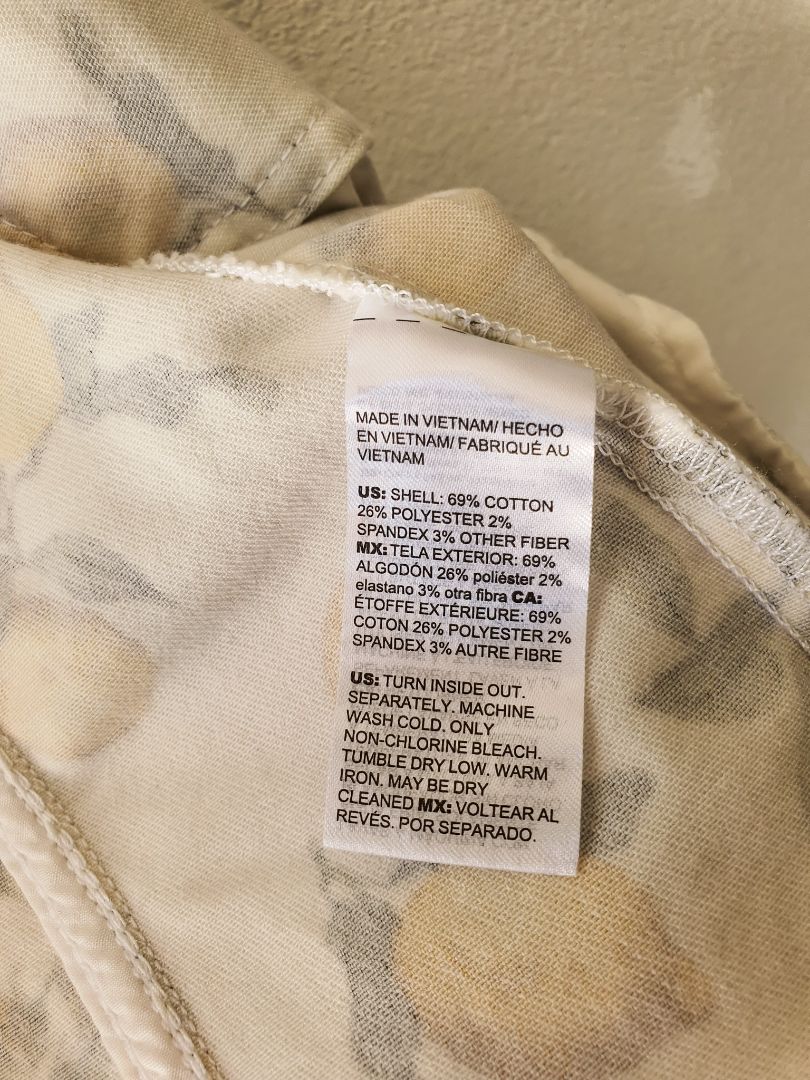 MADE IN VIETNAM/ HECHO
EN VIETNAM/ FABRIQUÉ AU
VIETNAM
US: SHELL: 69% COTTON
26% POLYESTER 2%
SPANDEX 3% OTHER FIBER
MX: TELA EXTERIOR: 69%
ALGODÓN 26% poliéster 2%
elastano 3% otra fibra CA:
ÉTOFFE EXTÉRIEURE: 69%
COTON 26% POLYESTER 2%
SPANDEX 3% AUTRE FIBRE
US: TURN INSIDE OUT.
SEPARATELY. MACHINE
WASH COLD. ONLY
NON-CHLORINE BLEACH.
TUMBLE DRY LOW. WARM
IRON. MAY BE DRY
CLEANED MX: VOLTEAR AL
REVÉS. POR SEPARADO.